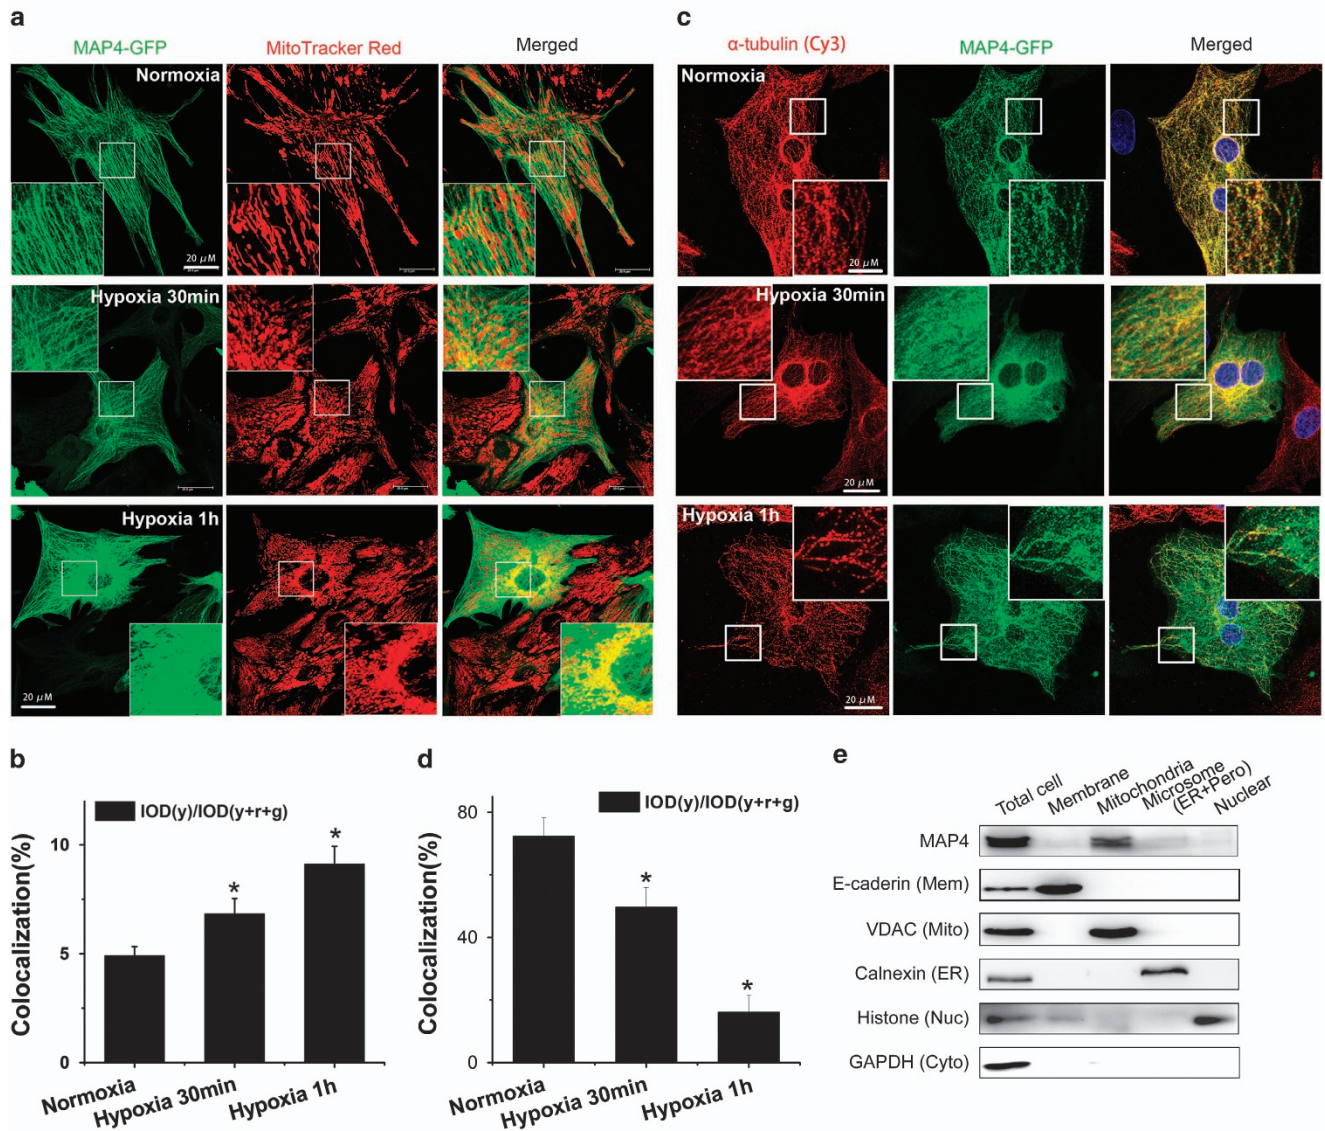 a
MAP4-GFP MitoTracker Red Merged
Normoxia
20 µM
Hypoxia 30min
Hypoxia 1h
20 µM
c
α-tubulin (Cy3) MAP4-GFP Merged
Normoxia
20 µM
Hypoxia 30min
20 µM
Hypoxia 1h
20 µM
b
IOD(y)/IOD(y+r+g)
Colocalization(%)
10
5
0
* *
Normoxia Hypoxia 30min Hypoxia 1h
d
IOD(y)/IOD(y+r+g)
Colocalization(%)
80
40
0
* *
Normoxia Hypoxia 30min Hypoxia 1h
e
Total cell Membrane Mitochondria Microsome (ER+Pero) Nuclear
MAP4
E-caderin (Mem)
VDAC (Mito)
Calnexin (ER)
Histone (Nuc)
GAPDH (Cyto)